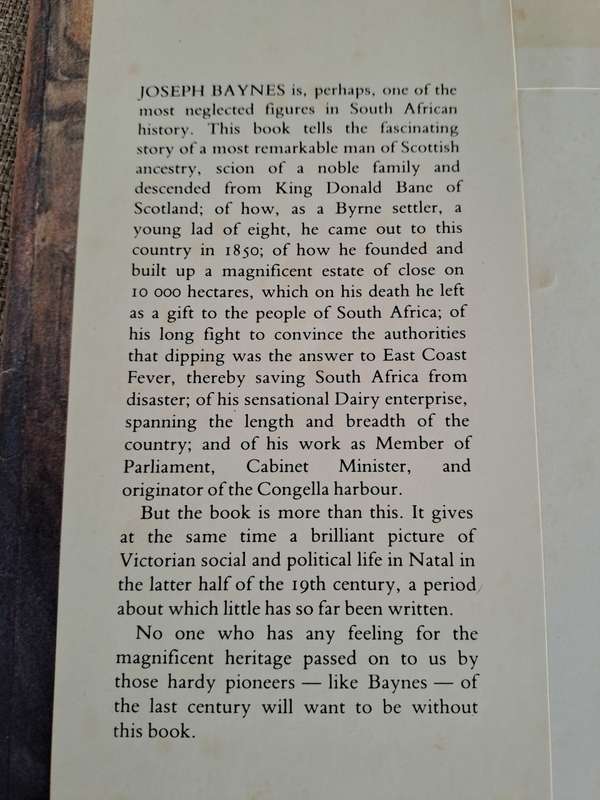 JOSEPH BAYNES is, perhaps, one of the
most neglected figures in South African
history. This book tells the fascinating
story of a most remarkable man of Scottish
ancestry, scion of a noble family and
descended from King Donald Bane of
Scotland; of how, as a Byrne settler, a
young lad of eight, he came out to this
country in 1850; of how he founded and
built up a magnificent estate of close on
10 000 hectares, which on his death he left
as a gift to the people of South Africa; of
his long fight to convince the authorities
that dipping was the answer to East Coast
Fever, thereby saving South Africa from
disaster; of his sensational Dairy enterprise,
spanning the length and breadth of the
country; and of his work as Member of
Parliament, Cabinet Minister, and
originator of the Congella harbour.
But the book is more than this. It gives
at the same time a brilliant picture of
Victorian social and political life in Natal in
the latter half of the 19th century, a period
about which little has so far been written.
No one who has any feeling for the
magnificent heritage passed on to us by
those hardy pioneers — like Baynes — of
the last century will want to be without
this book.